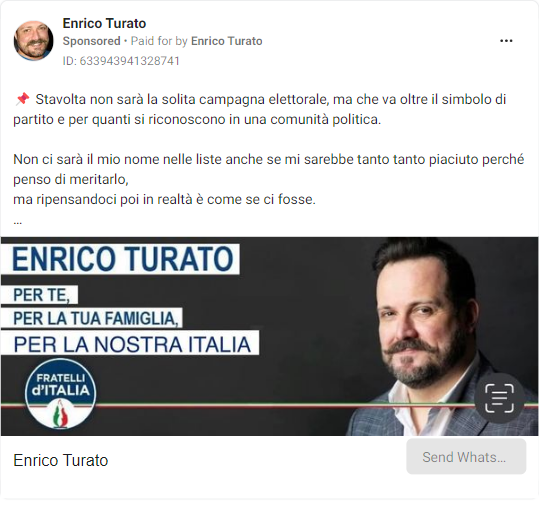 Enrico Turato
Sponsored • Paid for by Enrico Turato
ID: 633943941328741
📌 Stavolta non sarà la solita campagna elettorale, ma che va oltre il simbolo di
partito e per quanti si riconoscono in una comunità politica.
Non ci sarà il mio nome nelle liste anche se mi sarebbe tanto tanto piaciuto perché
penso di meritarlo,
ma ripensandoci poi in realtà è come se ci fosse.
...
ENRICO TURATO
PER TE,
PER LA TUA FAMIGLIA,
PER LA NOSTRA ITALIA
FRATELLI
d'ITALIA
Enrico Turato
Send Whats...